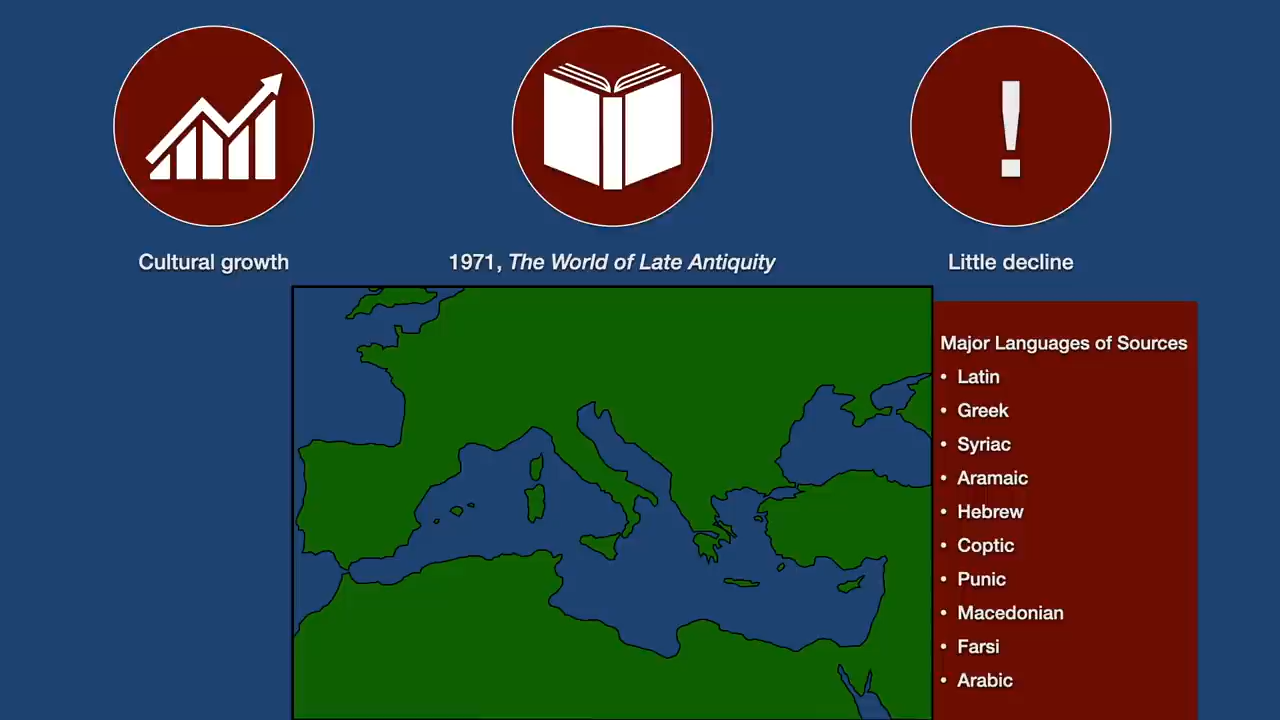 Cultural growth
1971, The World of Late Antiquity
Little decline
Major Languages of Sources
• Latin
• Greek
• Syriac
• Aramaic
• Hebrew
• Coptic
• Punic
• Macedonian
• Farsi
• Arabic